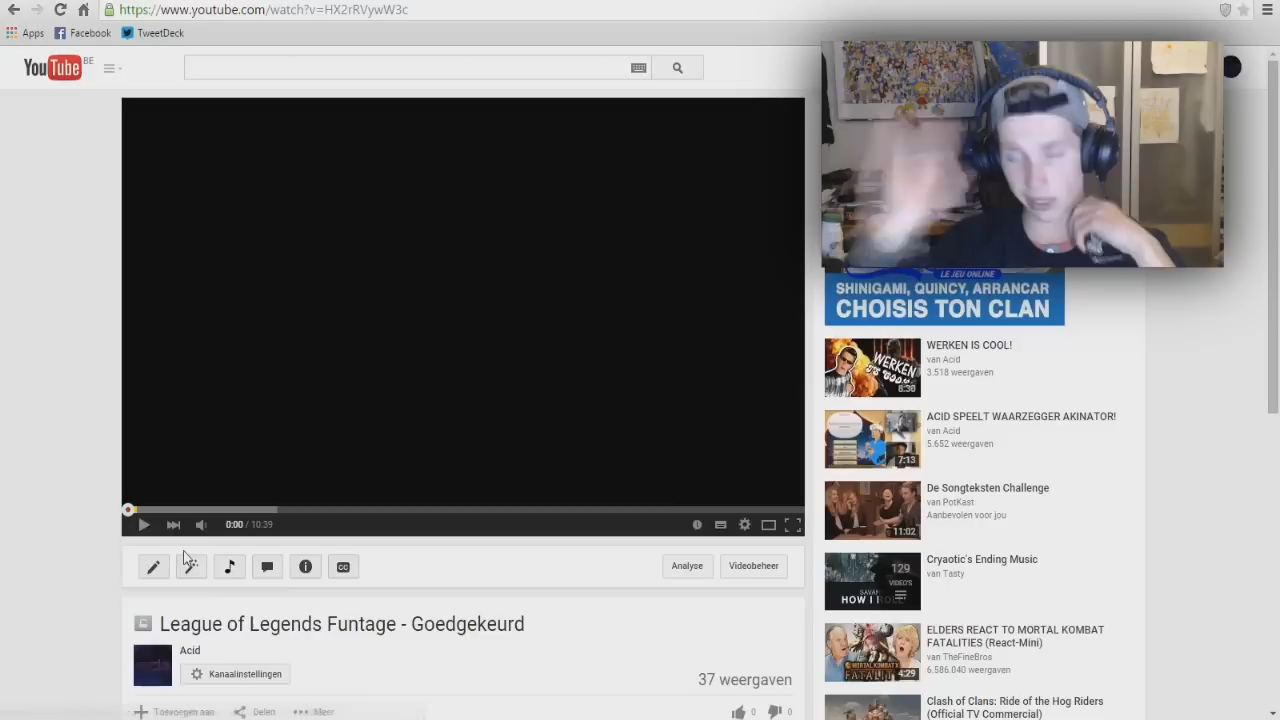 https://www.youtube.com/watch?v=HX2rRVywW3c
Apps Facebook TweetDeck
YouTube BE
LE JEU ONLINE
SHINIGAMI, QUINCY, ARRANCAR
CHOISIS TON CLAN
WERKEN IS COOL!
van Acid
3.518 weergaven
WERKEN IS COOL
8:30
ACID SPEELT WAARZEGGER AKINATOR!
van Acid
5.652 weergaven
7:13
De Songteksten Challenge
van PotKast
Aanbevolen voor jou
11:02
0:00 / 10:39
Cryaotic's Ending Music
van Tasty
129
VIDEO'S
HOW I ROLL
Analyse
Videobeheer
League of Legends Funtage - Goedgekeurd
Acid
Kanaalinstellingen
37 weergaven
ELDERS REACT TO MORTAL KOMBAT
FATALITIES (React-Mini)
van TheFineBros
6.586.040 weergaven
4:29
Toevoegen aan Delen Meer
0 0
Clash of Clans: Ride of the Hog Riders
(Official TV Commercial)